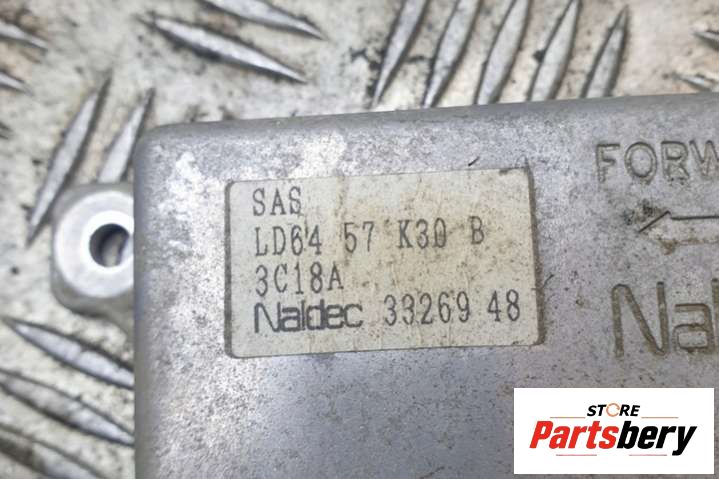 FORW
SAS
LD64 57 K30 B
3C18A
Naldec 33269 48
Nal
STORE
Partsbery